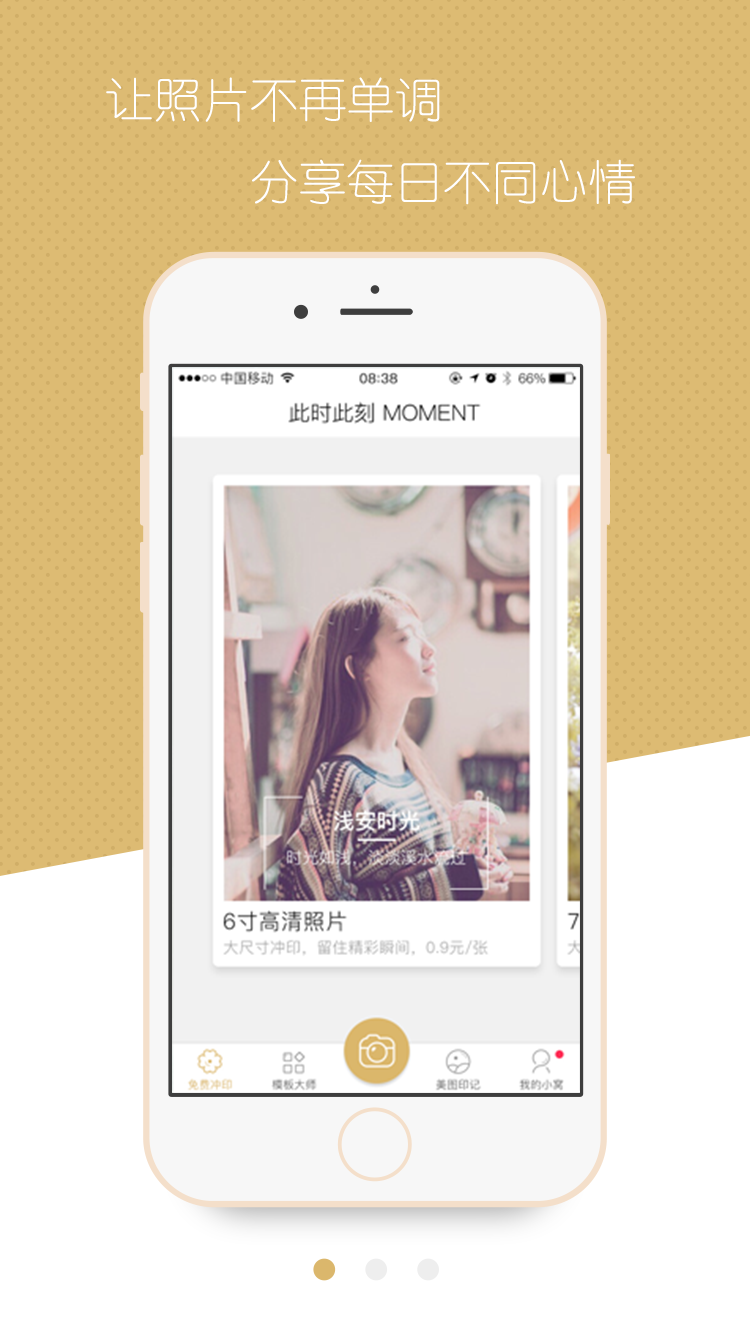 让照片不再单调
分享每日不同心情
中国移动 08:38 66%
此时此刻 MOMENT
浅安时光
时光如浅，淡淡溪水流过
6寸高清照片
大尺寸冲印，留住精彩瞬间，0.9元/张
7
大
免费冲印 模板大师 美图印记 我的小窝